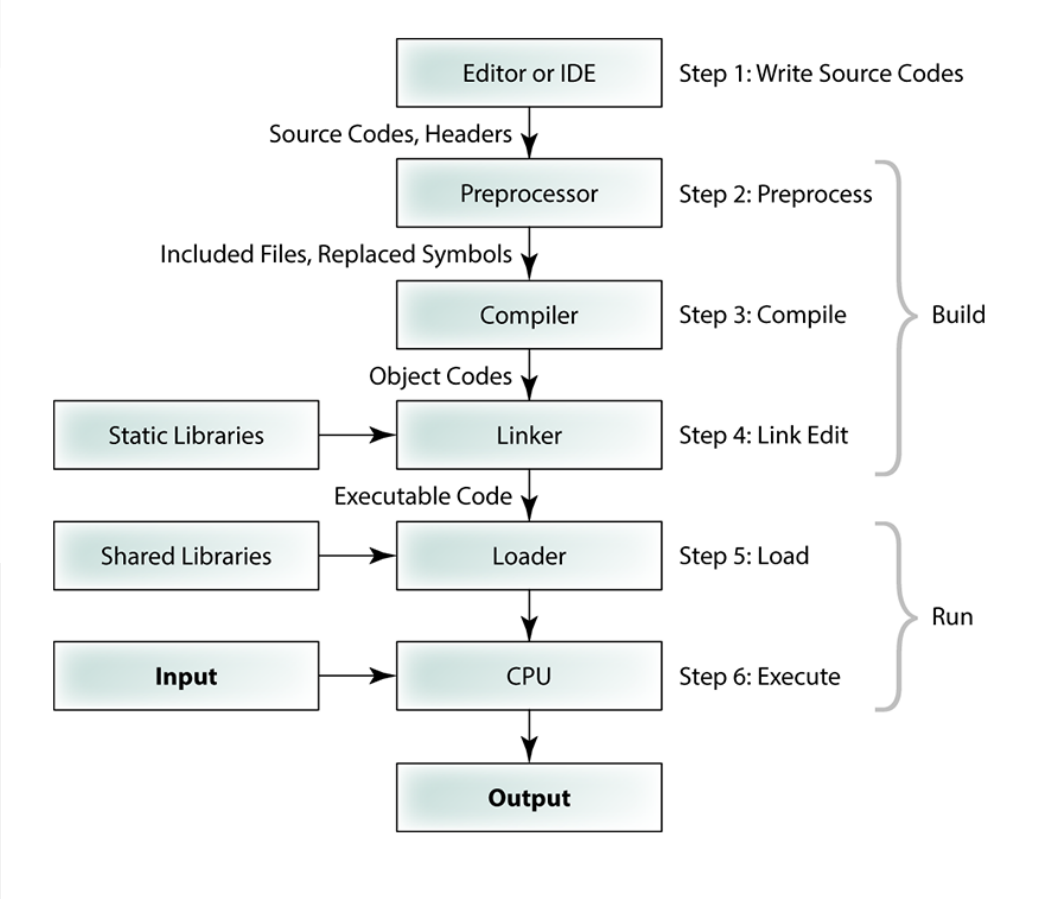 Editor or IDE
Step 1: Write Source Codes
Source Codes, Headers
Preprocessor
Step 2: Preprocess
Included Files, Replaced Symbols
Compiler
Step 3: Compile
Build
Object Codes
Static Libraries
Linker
Step 4: Link Edit
Executable Code
Shared Libraries
Loader
Step 5: Load
Run
Input
CPU
Step 6: Execute
Output